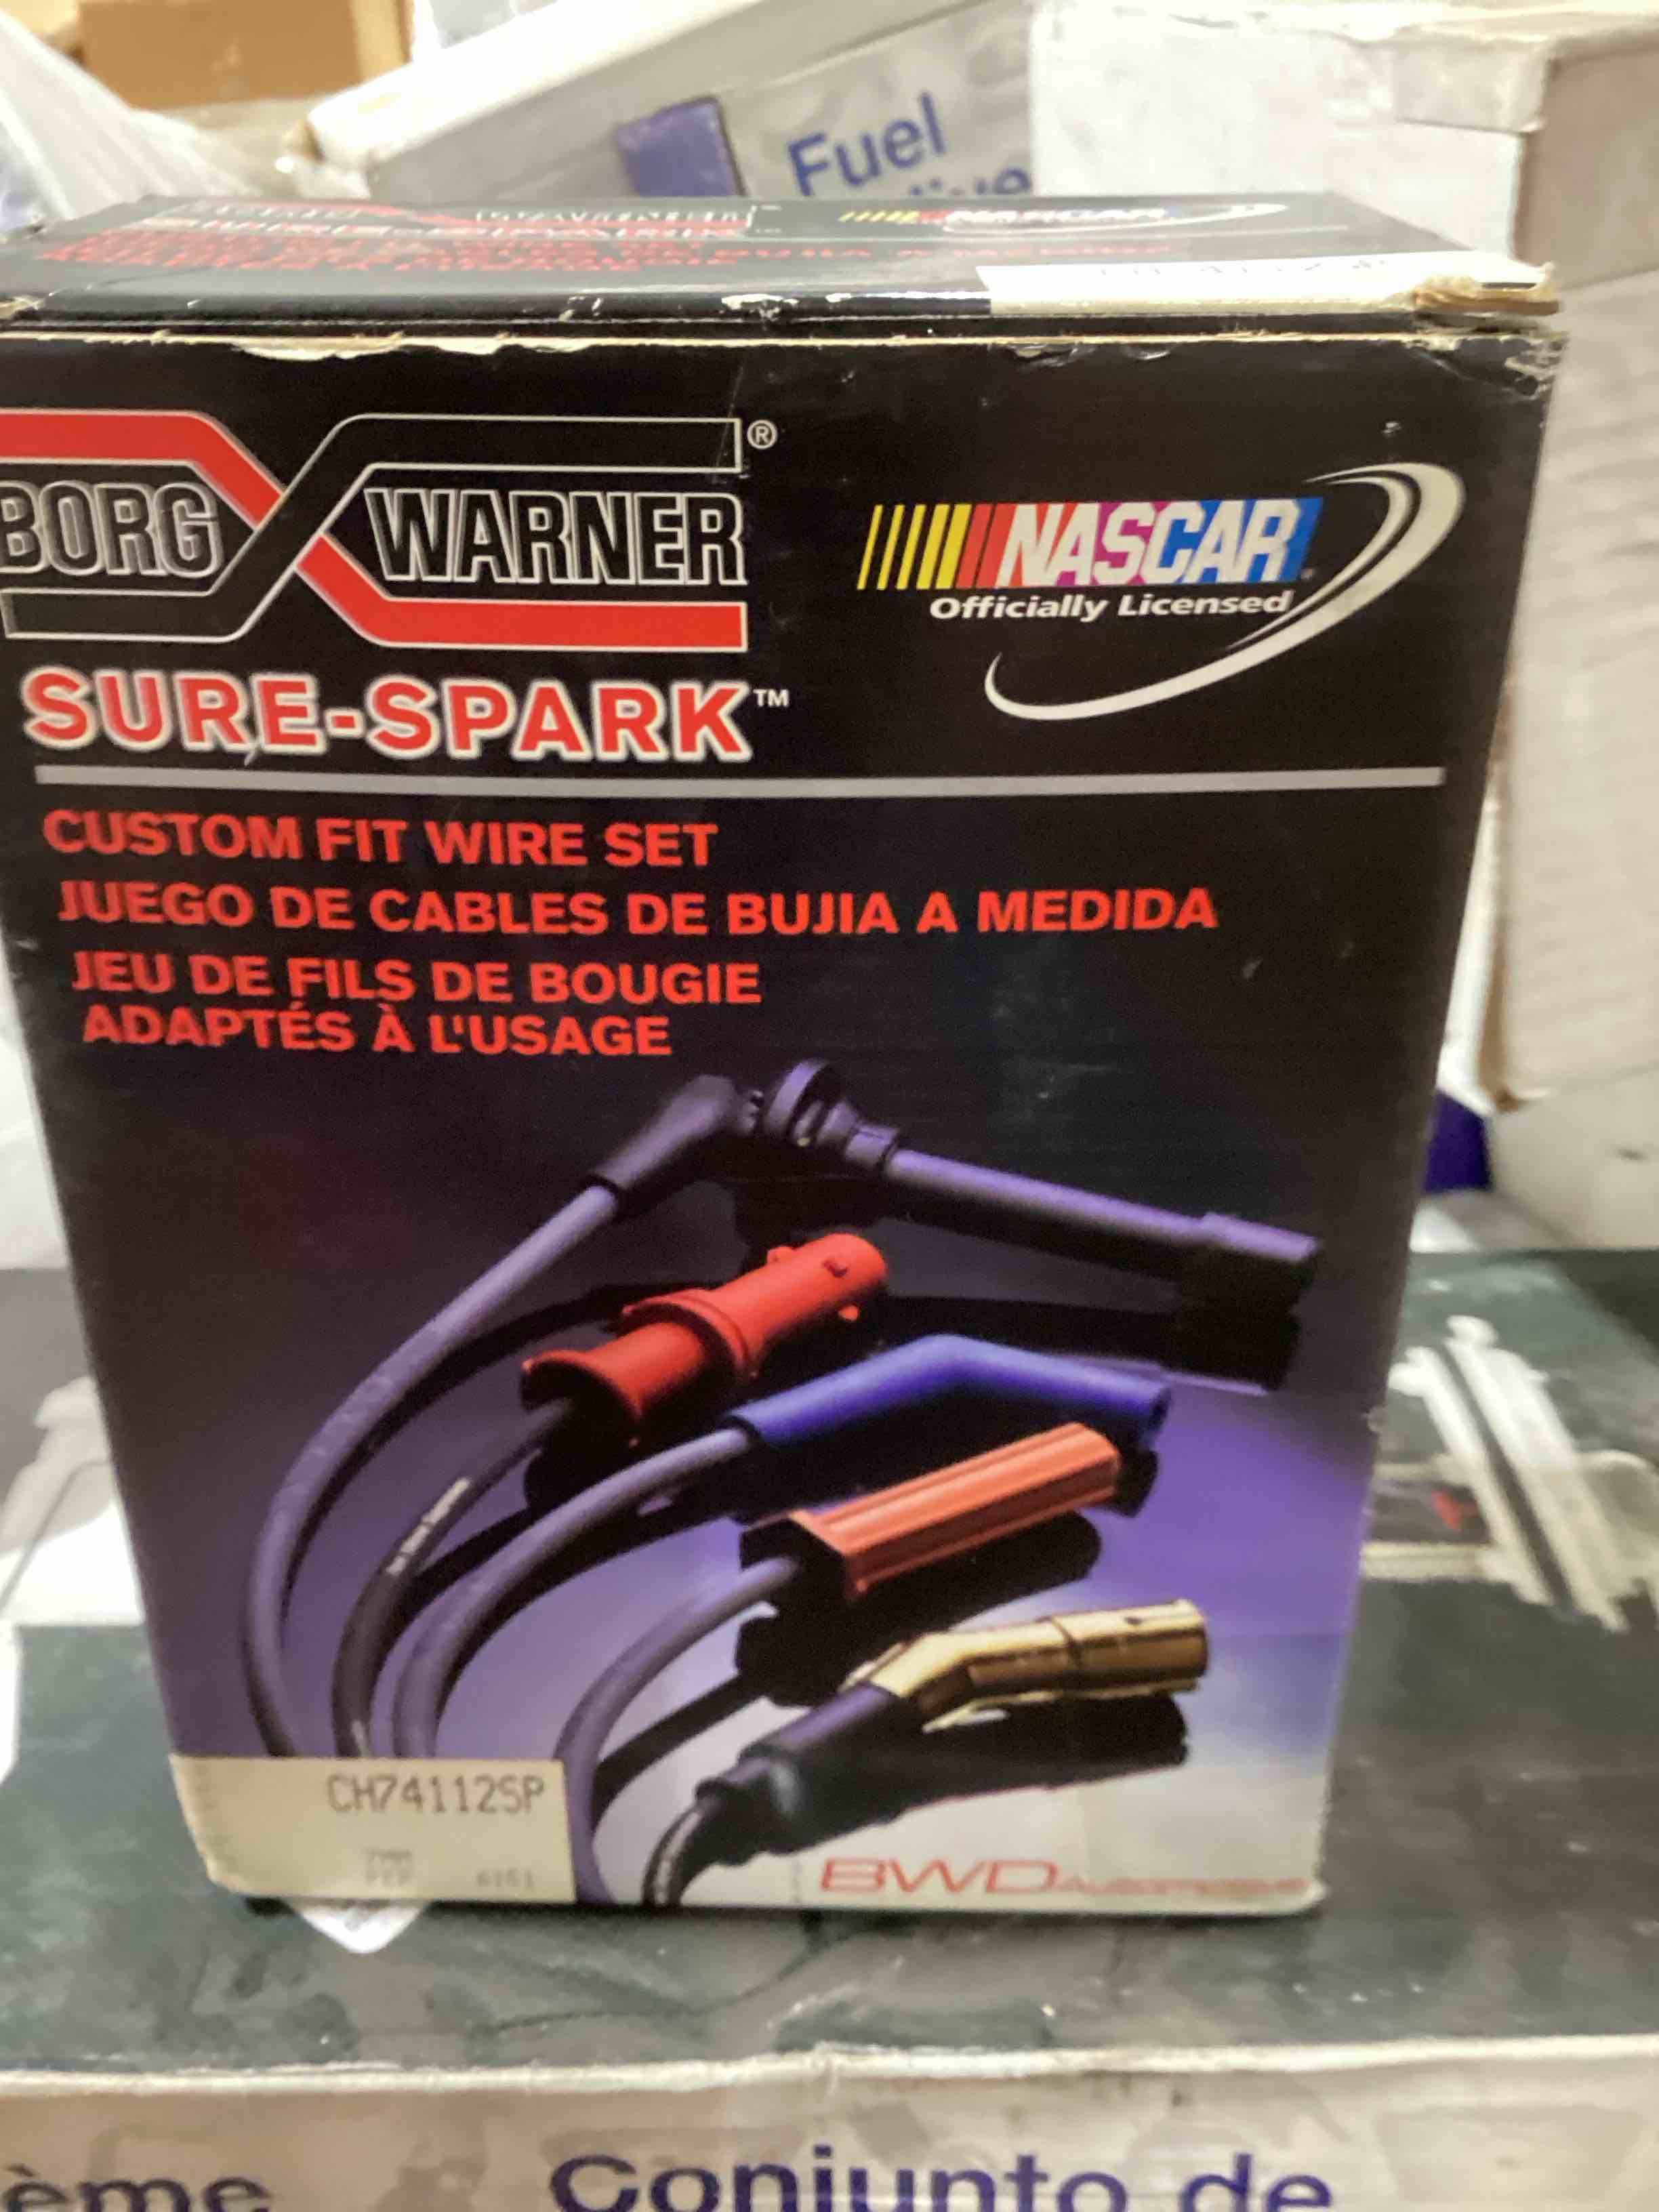 Fuel
BORG WARNER®
NASCAR
Officially Licensed
SURE-SPARK™
CUSTOM FIT WIRE SET
JUEGO DE CABLES DE BUJIA A MEDIDA
JEU DE FILS DE BOUGIE
ADAPTÉS À L'USAGE
CH74112SP
BWD
ème
Conjunto de